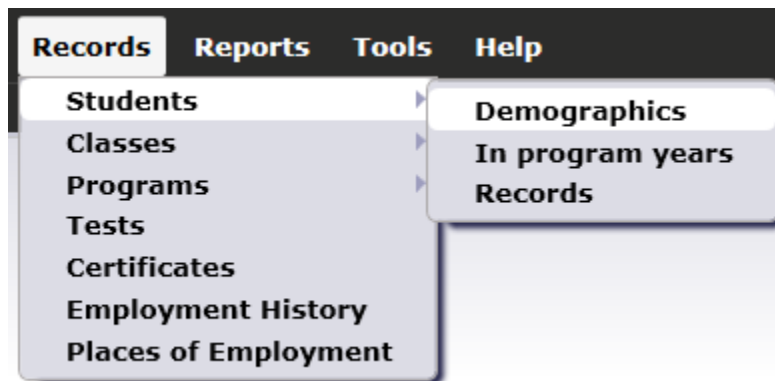 Records Reports Tools Help
Students
Classes
Programs
Tests
Certificates
Employment History
Places of Employment
Demographics
In program years
Records